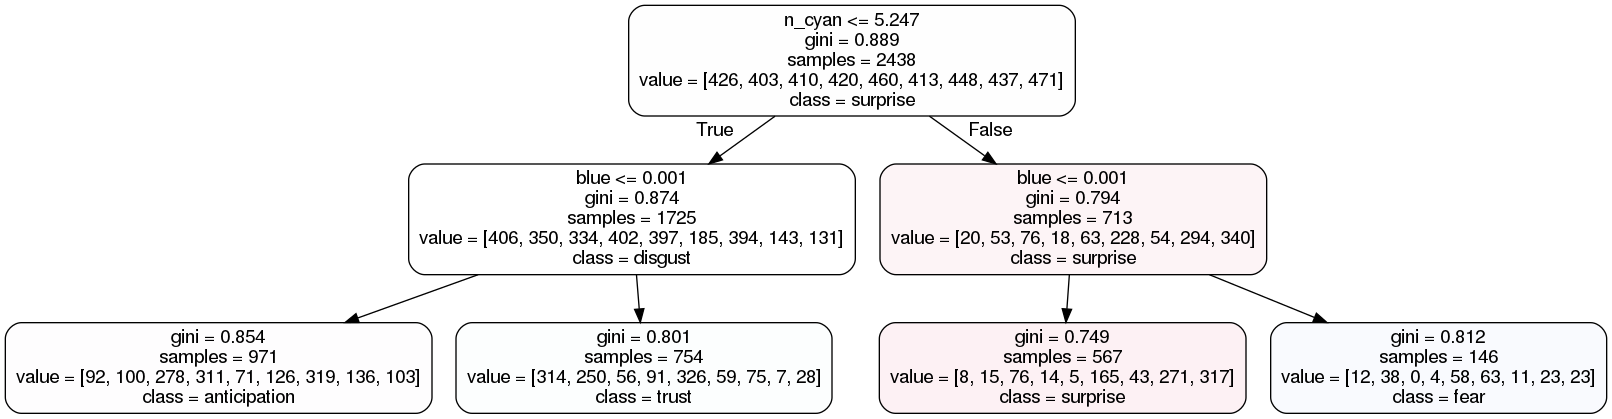 n_cyan <= 5.247
gini = 0.889
samples = 2438
value = [426, 403, 410, 420, 460, 413, 448, 437, 471]
class = surprise
True
False
blue <= 0.001
gini = 0.874
samples = 1725
value = [406, 350, 334, 402, 397, 185, 394, 143, 131]
class = disgust
blue <= 0.001
gini = 0.794
samples = 713
value = [20, 53, 76, 18, 63, 228, 54, 294, 340]
class = surprise
gini = 0.854
samples = 971
value = [92, 100, 278, 311, 71, 126, 319, 136, 103]
class = anticipation
gini = 0.801
samples = 754
value = [314, 250, 56, 91, 326, 59, 75, 7, 28]
class = trust
gini = 0.749
samples = 567
value = [8, 15, 76, 14, 5, 165, 43, 271, 317]
class = surprise
gini = 0.812
samples = 146
value = [12, 38, 0, 4, 58, 63, 11, 23, 23]
class = fear